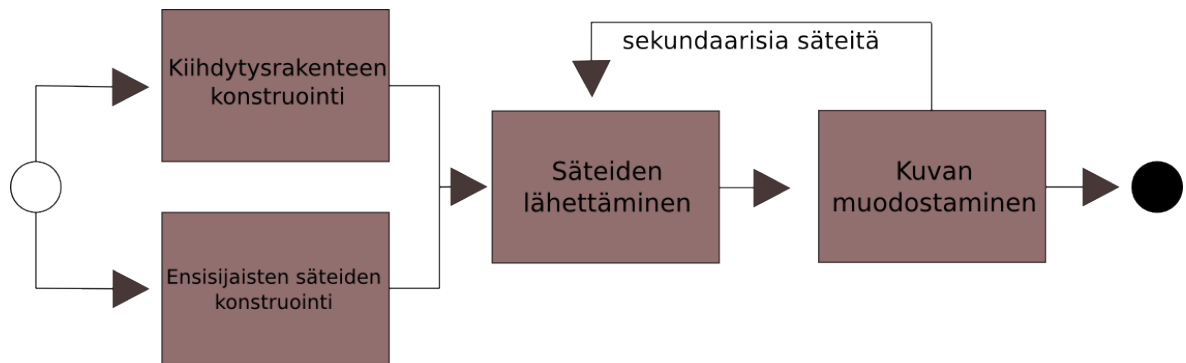 Kiihdytysrakenteen
konstruointi
Ensisijaisten säteiden
konstruointi
sekundaarisia säteitä
Säteiden
lähettäminen
Kuvan
muodostaminen